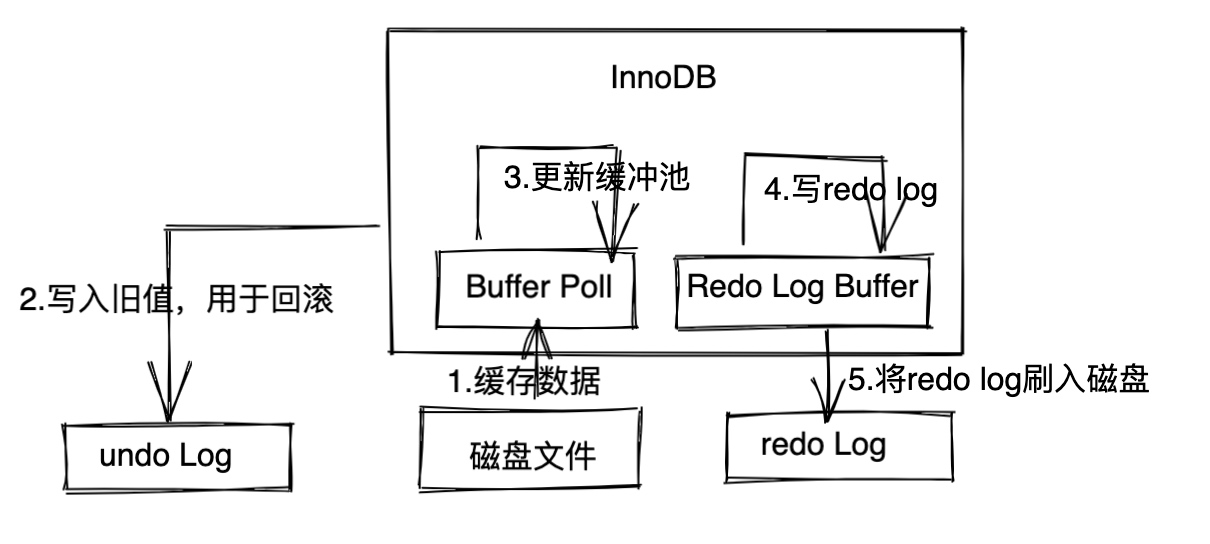 InnoDB
3.更新缓冲池
4.写redo log
Buffer Poll
Redo Log Buffer
2.写入旧值，用于回滚
1.缓存数据
5.将redo log刷入磁盘
undo Log
磁盘文件
redo Log